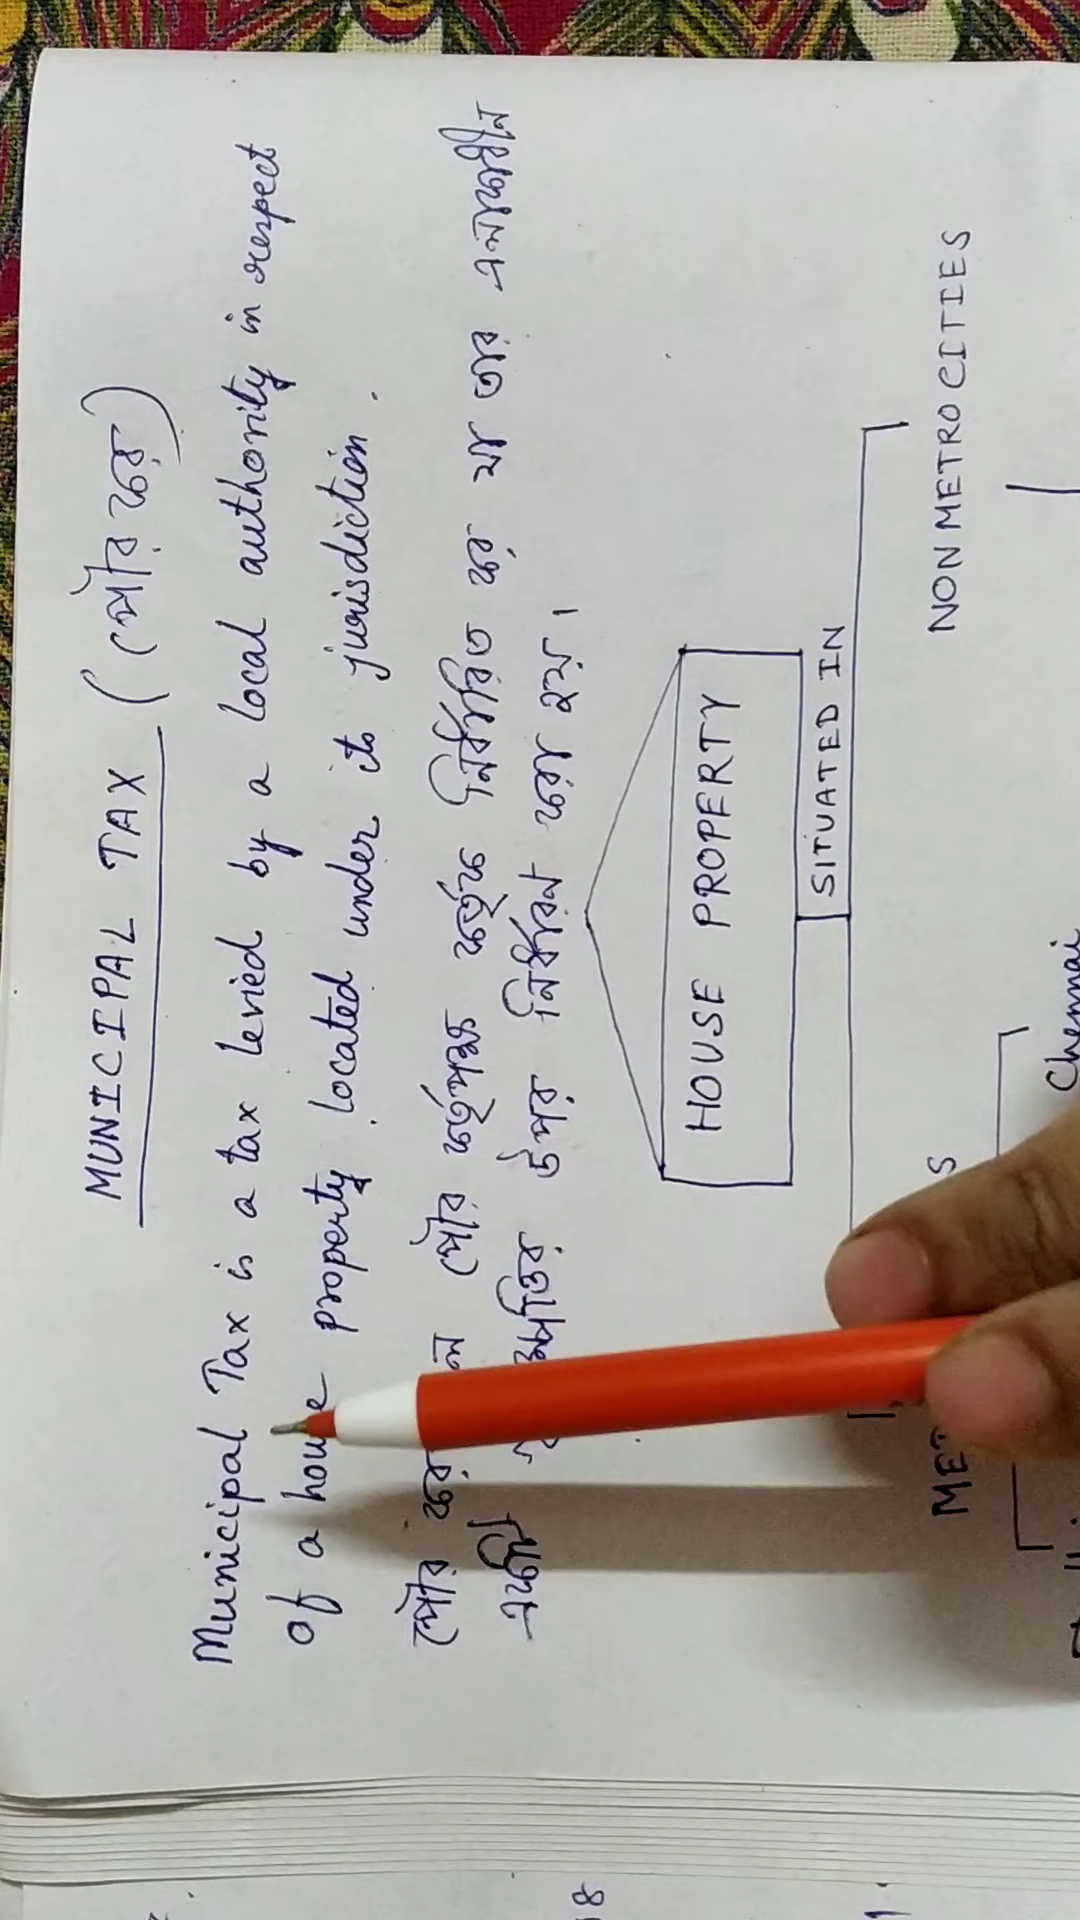 MUNICIPAL TAX (পৌর কর)
Municipal Tax is a tax levied by a local authority in respect
of a house property located under its jurisdiction.
পৌর কর পৌর কর্তৃপক্ষ কর্তৃক নির্ধারিত কর যা তার এলাকাধীন
একটি উপর নির্ধারণ করা হয়।
HOUSE PROPERTY
SITUATED IN
NON METRO CITIES
Chennai
18